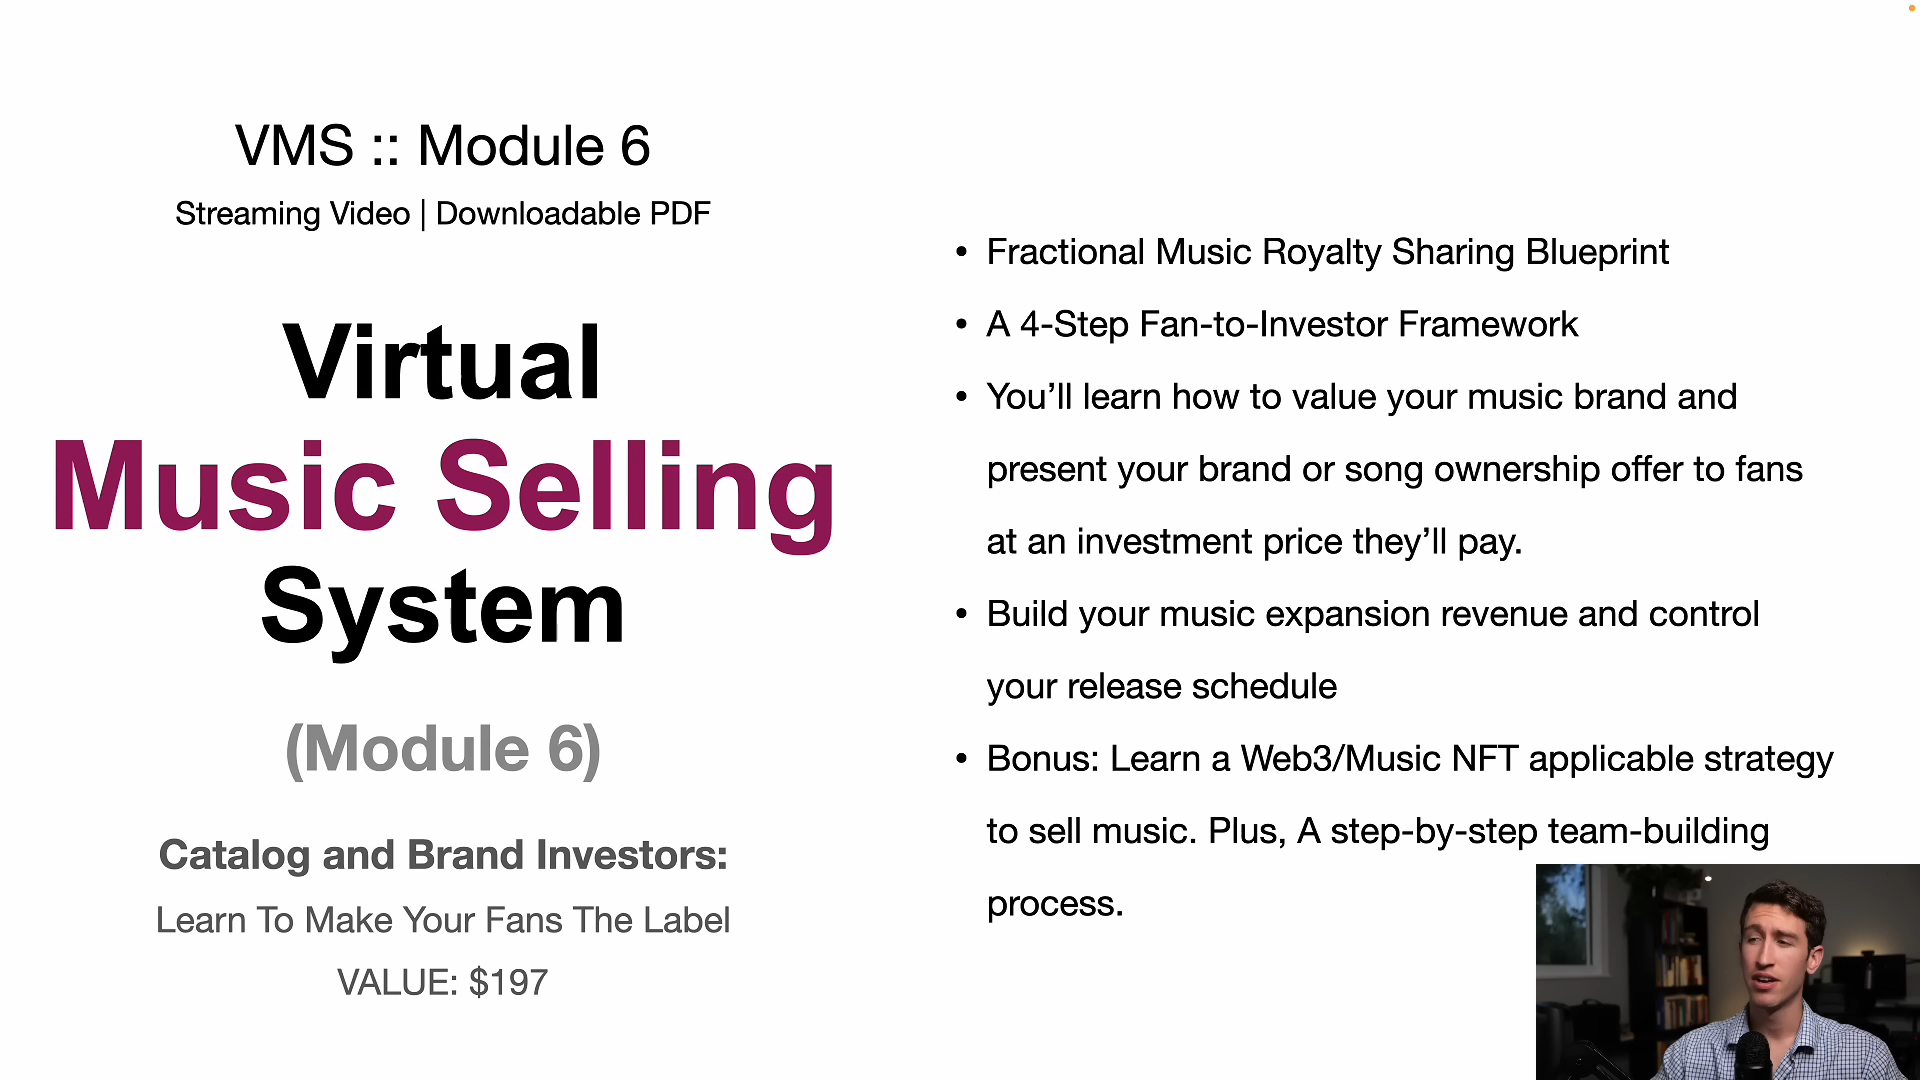 VMS :: Module 6
Streaming Video | Downloadable PDF
Virtual
Music Selling
System
(Module 6)
Catalog and Brand Investors:
Learn To Make Your Fans The Label
VALUE: $197
• Fractional Music Royalty Sharing Blueprint
• A 4-Step Fan-to-Investor Framework
• You’ll learn how to value your music brand and
present your brand or song ownership offer to fans
at an investment price they’ll pay.
• Build your music expansion revenue and control
your release schedule
• Bonus: Learn a Web3/Music NFT applicable strategy
to sell music. Plus, A step-by-step team-building
process.